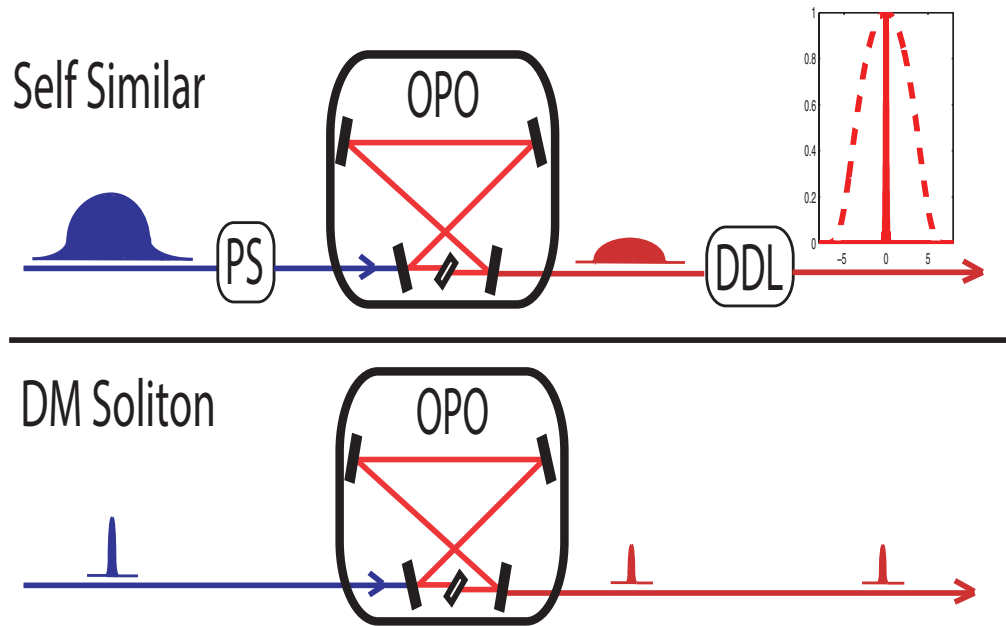 Self Similar
OPO
PS
DDL
1
0.8
0.6
0.4
0.2
0
-5
0
5
DM Soliton
OPO